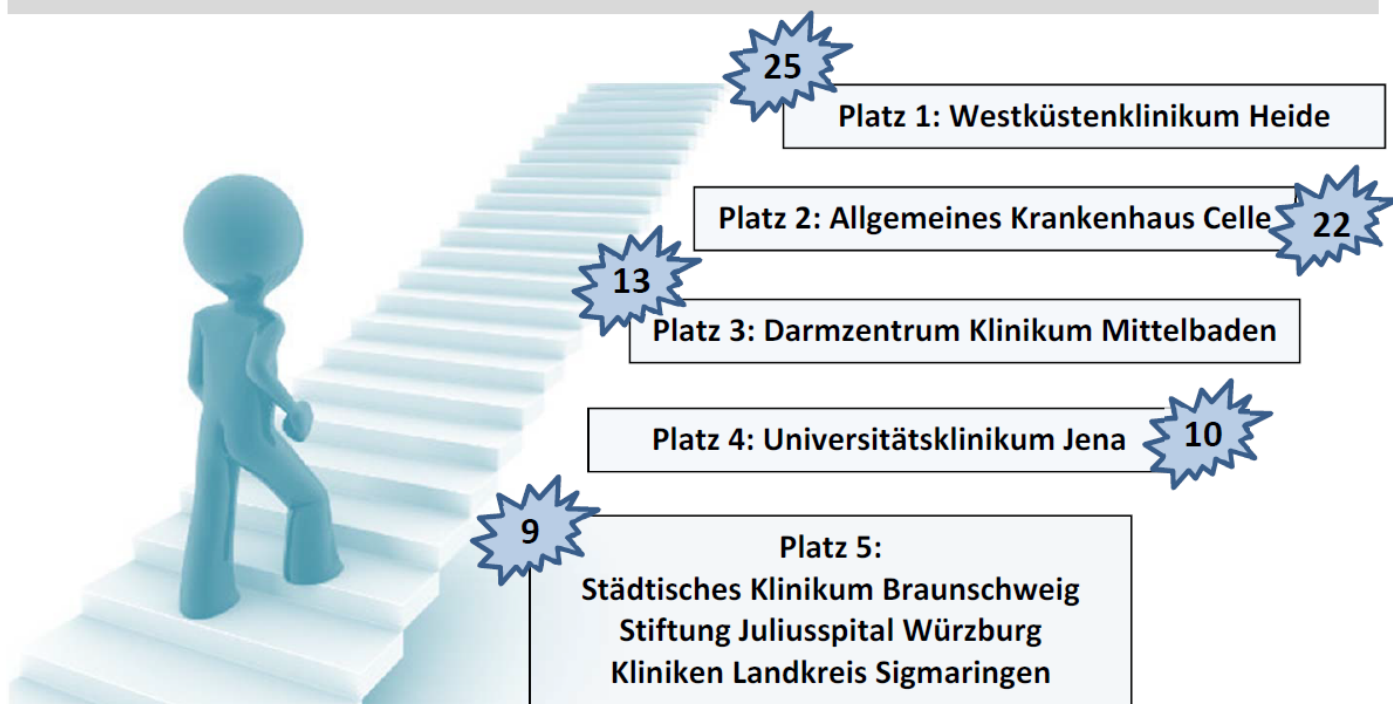 25
Platz 1: Westküstenklinikum Heide
Platz 2: Allgemeines Krankenhaus Celle
22
13
Platz 3: Darmzentrum Klinikum Mittelbaden
Platz 4: Universitätsklinikum Jena
10
9
Platz 5:
Städtisches Klinikum Braunschweig
Stiftung Juliusspital Würzburg
Kliniken Landkreis Sigmaringen